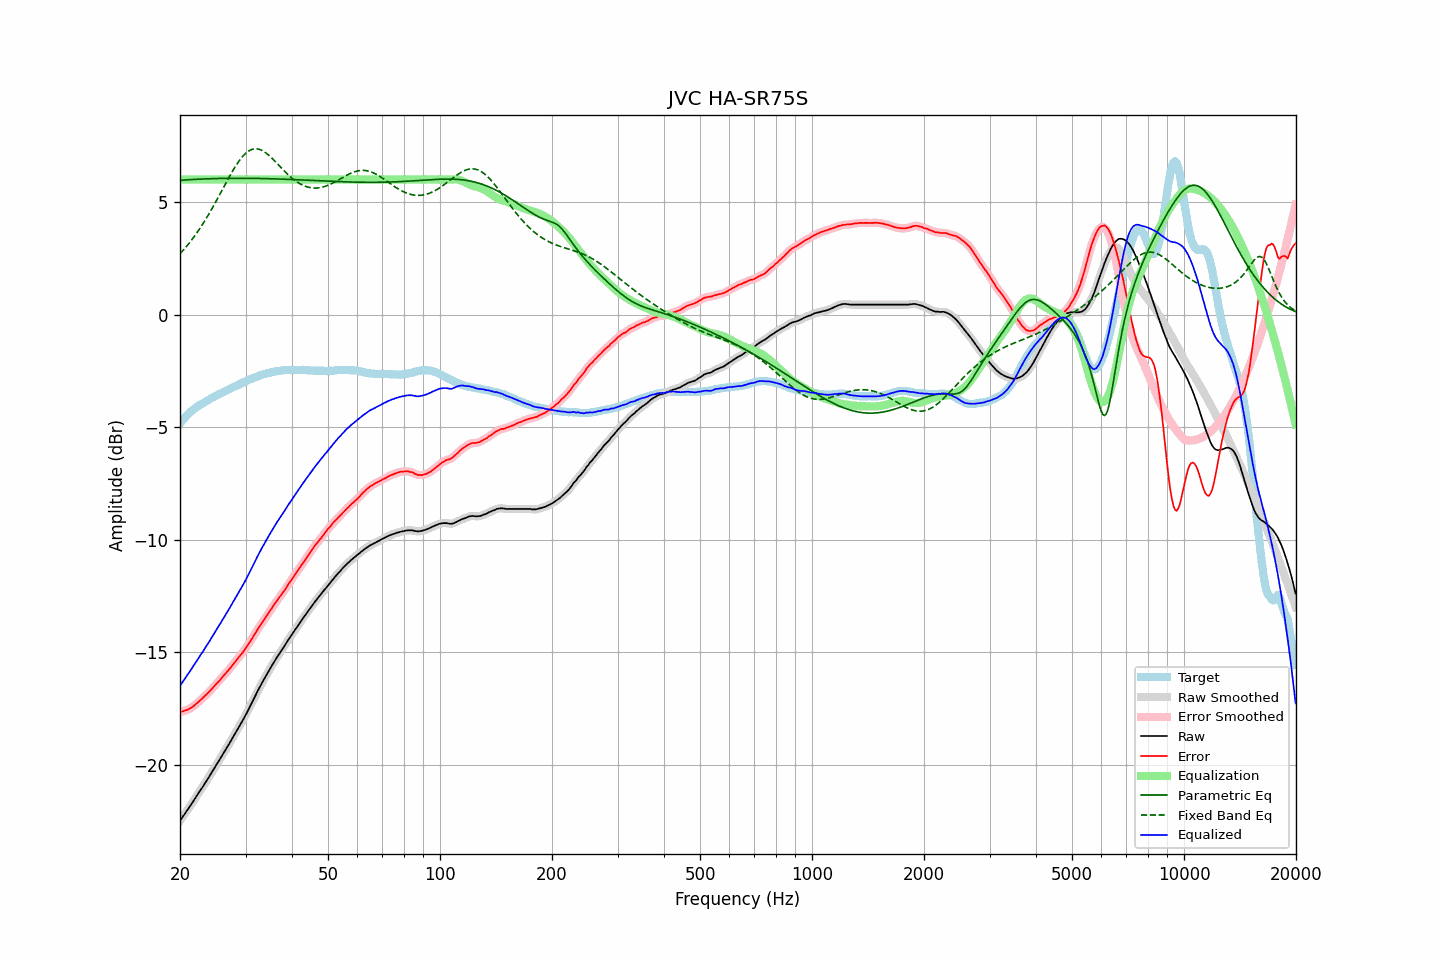 JVC HA-SR75S
Amplitude (dBr)
5
0
−5
−10
−15
−20
20
50
100
200
500
1000
2000
5000
10000
20000
Frequency (Hz)
Target
Raw Smoothed
Error Smoothed
Raw
Error
Equalization
Parametric Eq
Fixed Band Eq
Equalized